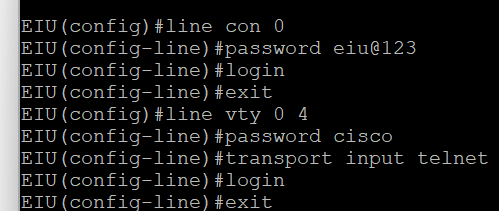 EIU(config)#line con 0
EIU(config-line)#password eiu@123
EIU(config-line)#login
EIU(config-line)#exit
EIU(config)#line vty 0 4
EIU(config-line)#password cisco
EIU(config-line)#transport input telnet
EIU(config-line)#login
EIU(config-line)#exit